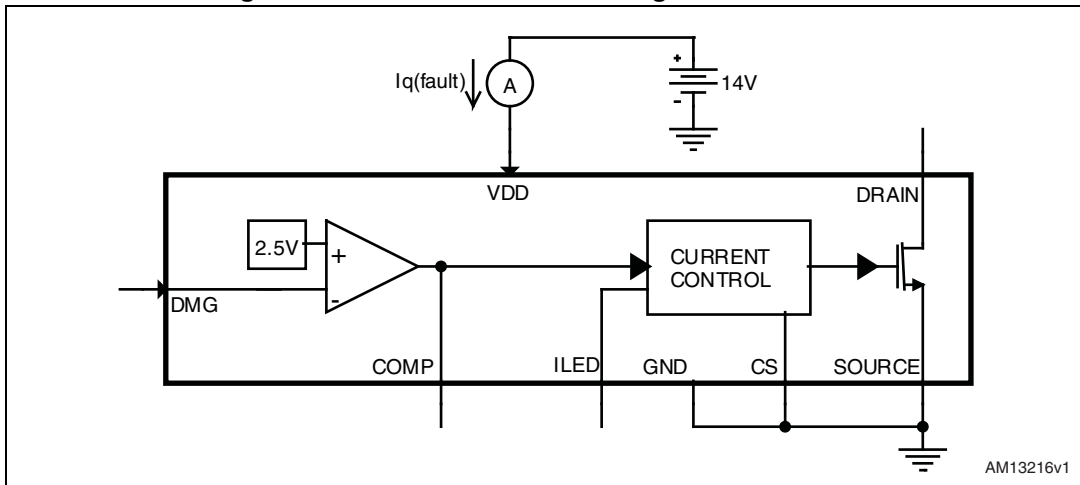 Iq(fault)
A
+
-
14V
VDD
DRAIN
2.5V
+
-
CURRENT
CONTROL
DMG
COMP
ILED
GND
CS
SOURCE
AM13216v1